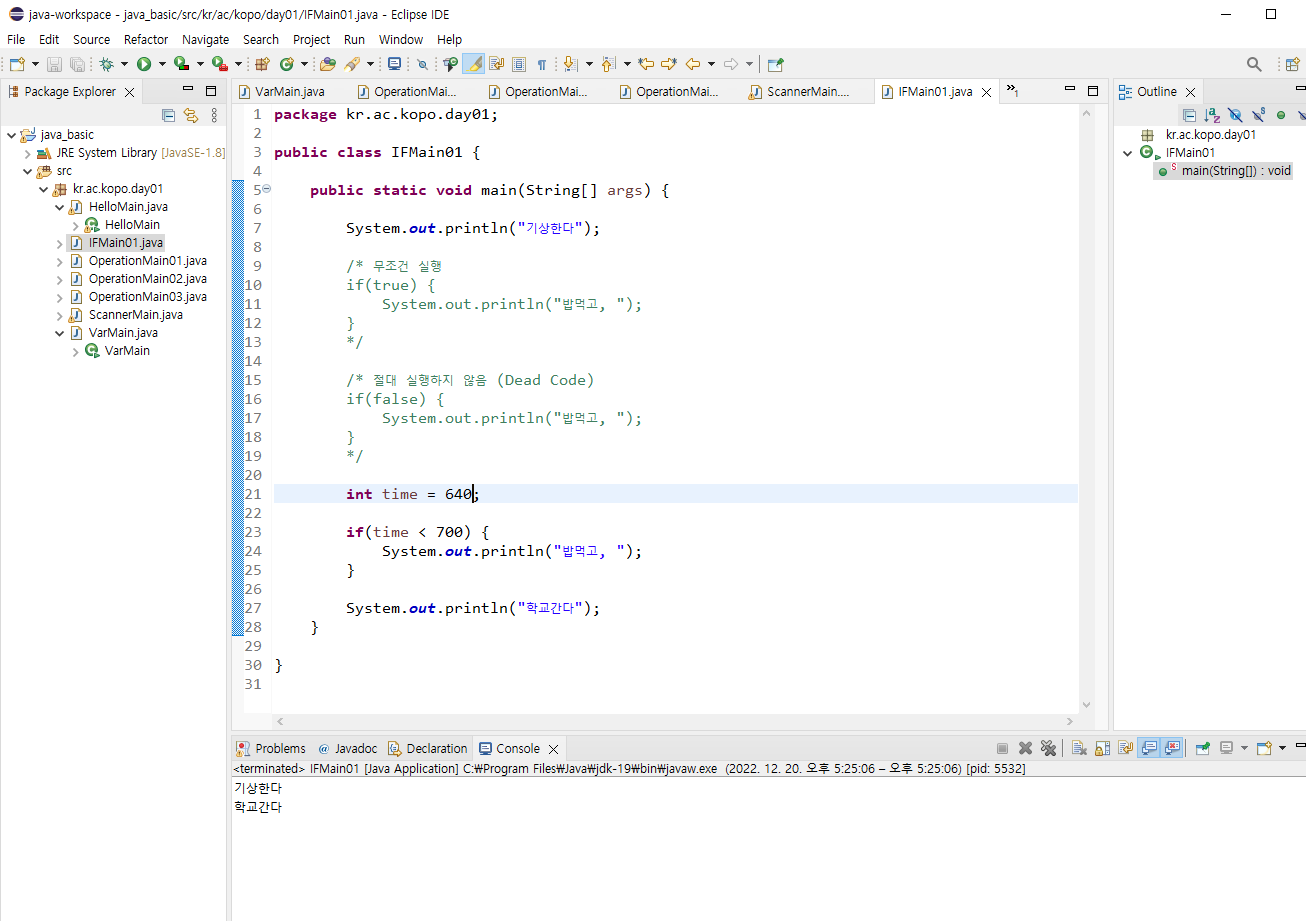 java-workspace - java_basic/src/kr/ac/kopo/day01/IFMain01.java - Eclipse IDE
File Edit Source Refactor Navigate Search Project Run Window Help
Package Explorer
java_basic
JRE System Library [JavaSE-1.8]
src
kr.ac.kopo.day01
HelloMain.java
HelloMain
IFMain01.java
OperationMain01.java
OperationMain02.java
OperationMain03.java
ScannerMain.java
VarMain.java
VarMain
VarMain.java OperationMai... OperationMai... OperationMai... ScannerMain.... IFMain01.java »1
1 package kr.ac.kopo.day01;
2
3 public class IFMain01 {
4
5 public static void main(String[] args) {
6
7 System.out.println("기상한다");
8
9 /* 무조건 실행
10 if(true) {
11 System.out.println("밥먹고, ");
12 }
13 */
14
15 /* 절대 실행하지 않음 (Dead Code)
16 if(false) {
17 System.out.println("밥먹고, ");
18 }
19 */
20
21 int time = 640;
22
23 if(time < 700) {
24 System.out.println("밥먹고, ");
25 }
26
27 System.out.println("학교간다");
28 }
29
30 }
31
Outline
kr.ac.kopo.day01
IFMain01
main(String[]) : void
Problems @ Javadoc Declaration Console
<terminated> IFMain01 [Java Application] C:₩Program Files₩Java₩jdk-19₩bin₩javaw.exe (2022. 12. 20. 오후 5:25:06 – 오후 5:25:06) [pid: 5532]
기상한다
학교간다